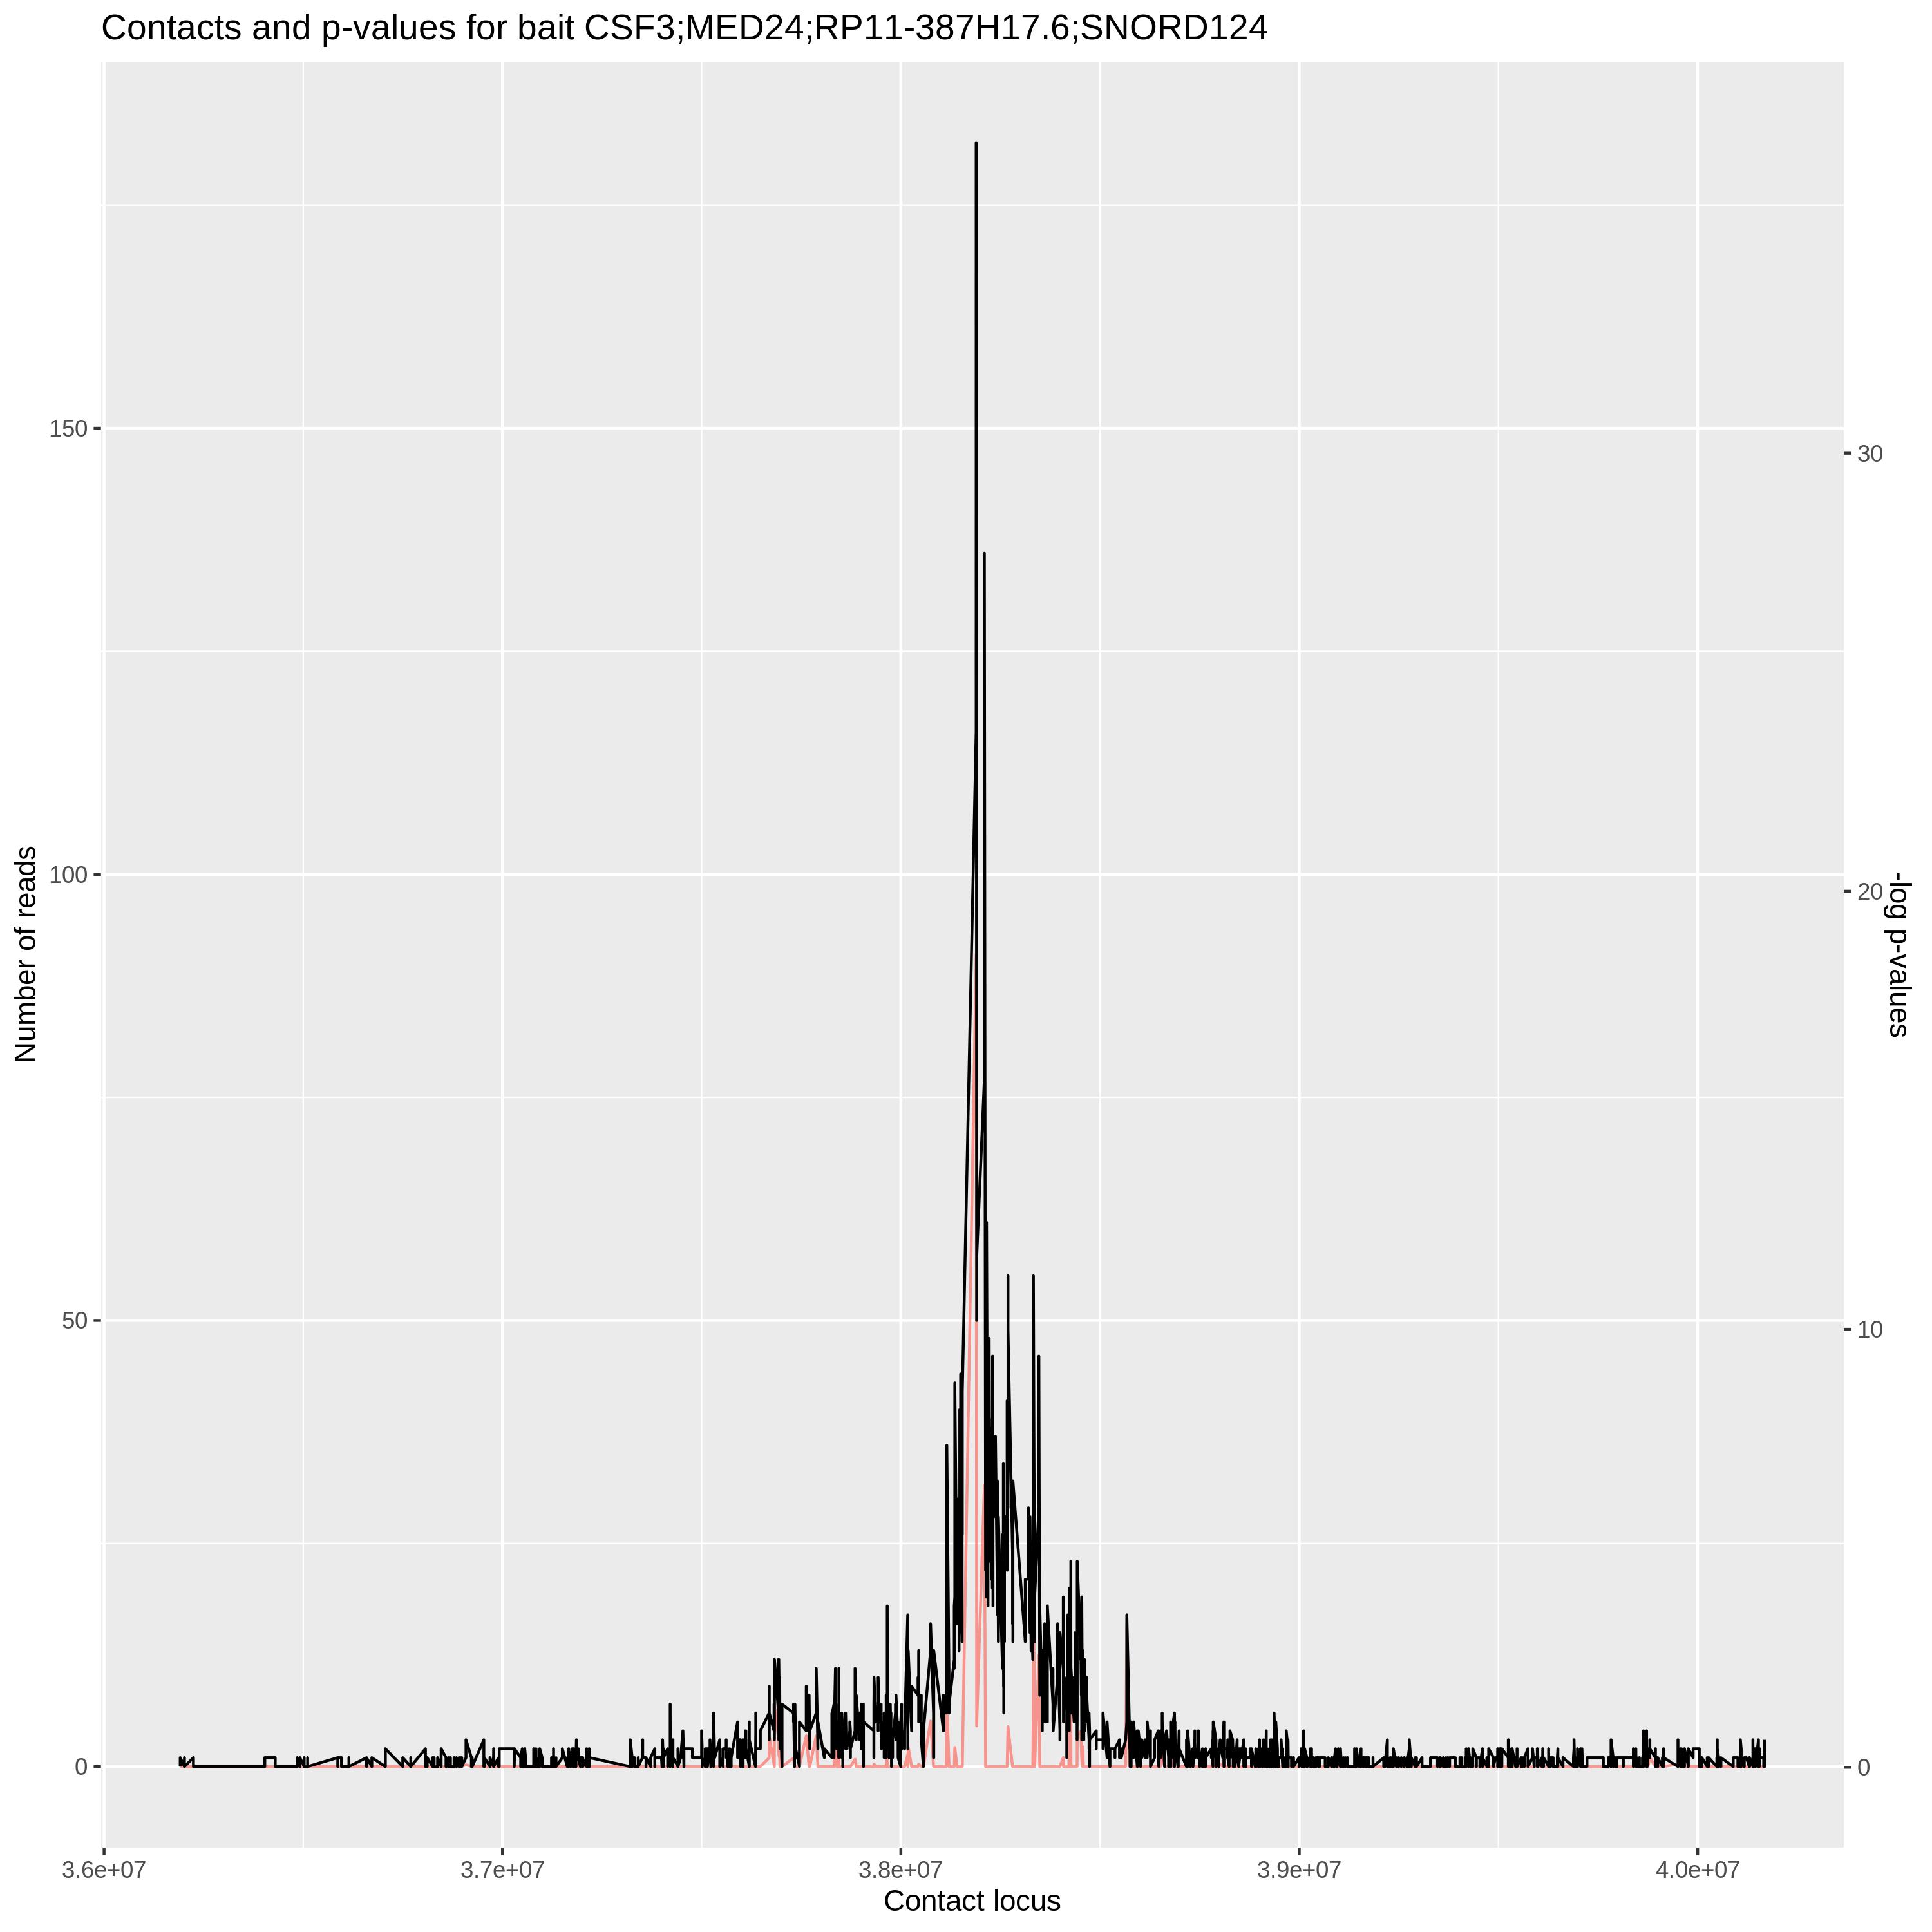 Contacts and p-values for bait CSF3;MED24;RP11-387H17.6;SNORD124
150
100
50
0
Number of reads
30
20
10
0
-log p-values
3.6e+07
3.7e+07
3.8e+07
3.9e+07
4.0e+07
Contact locus